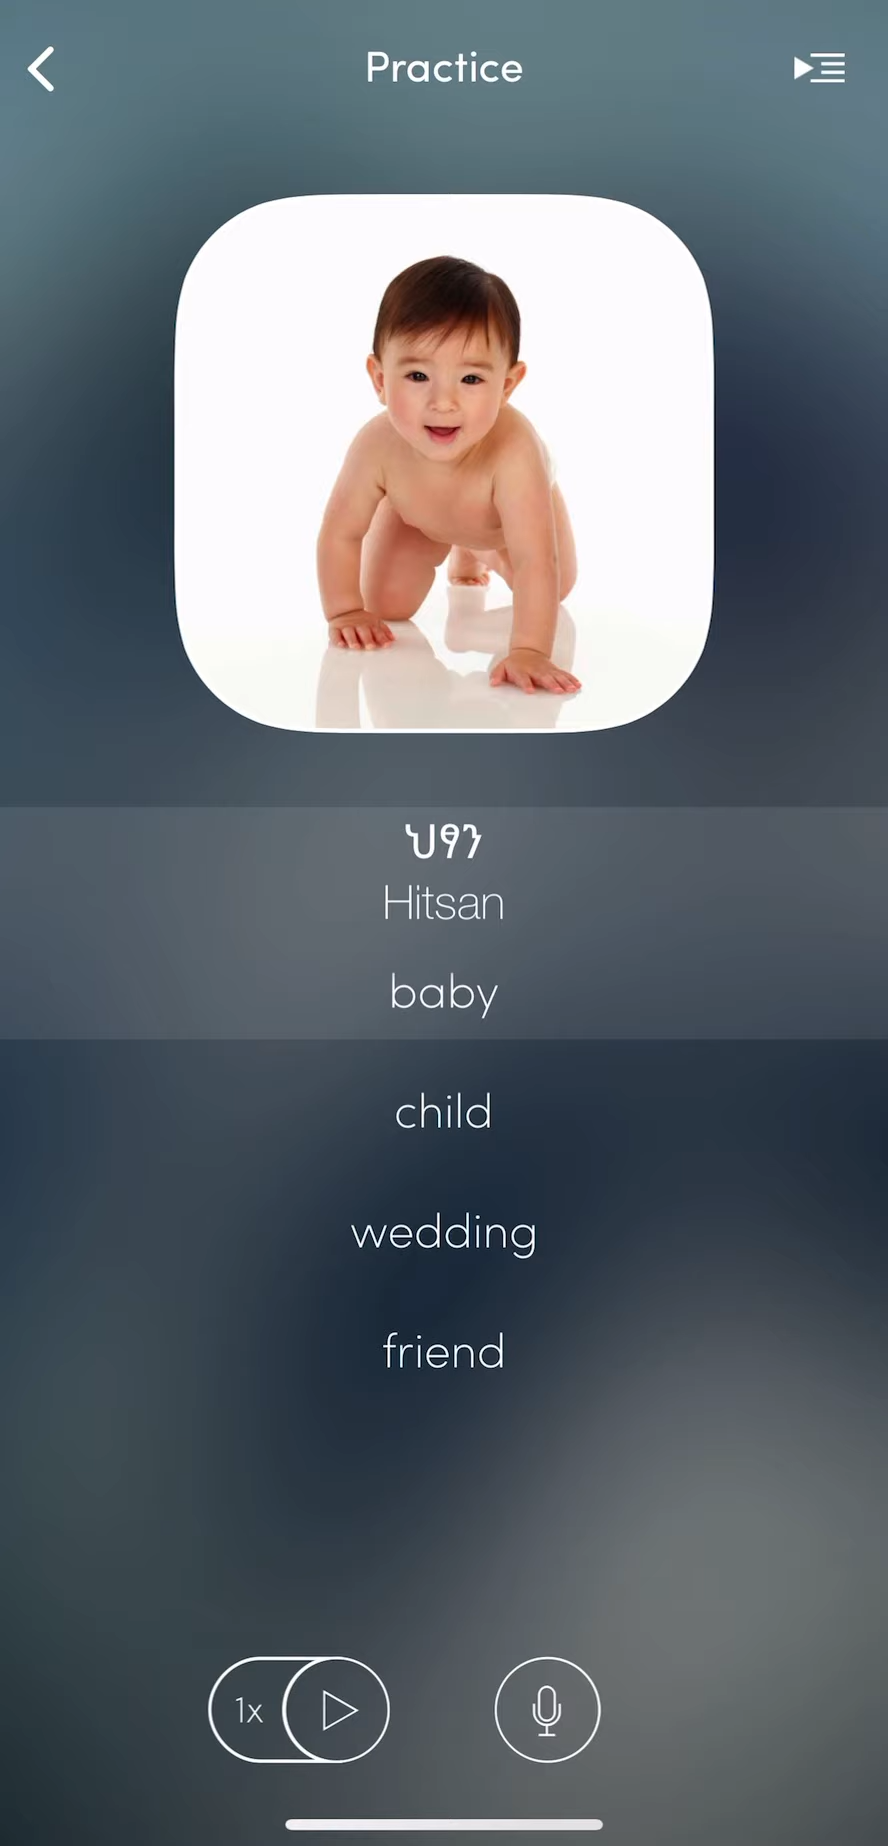 Practice
ህፃን
Hitsan
baby
child
wedding
friend
1x